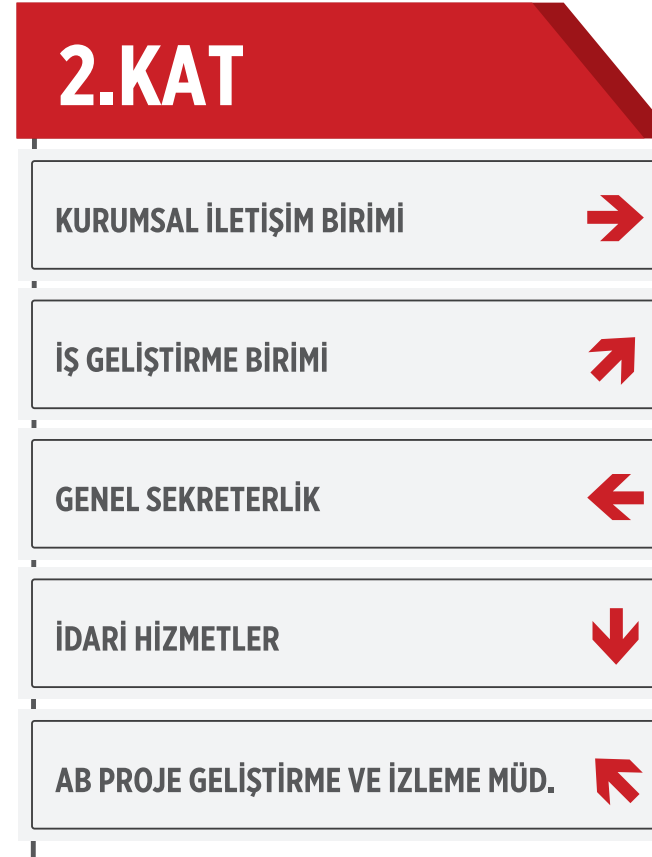 2.KAT
KURUMSAL İLETİŞİM BİRİMİ
İŞ GELİŞTİRME BİRİMİ
GENEL SEKRETERLİK
İDARİ HİZMETLER
AB PROJE GELİŞTİRME VE İZLEME MÜD.